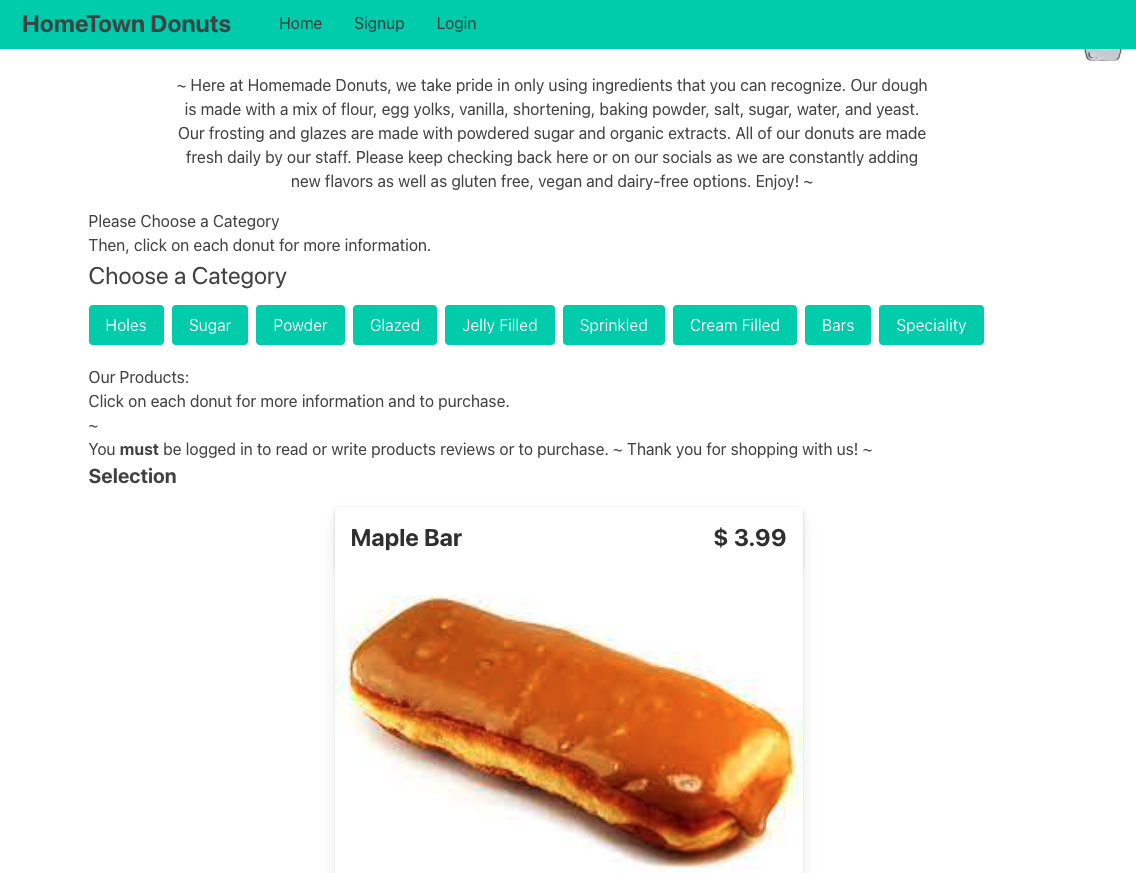 HomeTown Donuts Home Signup Login
~ Here at Homemade Donuts, we take pride in only using ingredients that you can recognize. Our dough
is made with a mix of flour, egg yolks, vanilla, shortening, baking powder, salt, sugar, water, and yeast.
Our frosting and glazes are made with powdered sugar and organic extracts. All of our donuts are made
fresh daily by our staff. Please keep checking back here or on our socials as we are constantly adding
new flavors as well as gluten free, vegan and dairy-free options. Enjoy! ~
Please Choose a Category
Then, click on each donut for more information.
Choose a Category
Holes Sugar Powder Glazed Jelly Filled Sprinkled Cream Filled Bars Speciality
Our Products:
Click on each donut for more information and to purchase.
~
You must be logged in to read or write products reviews or to purchase. ~ Thank you for shopping with us! ~
Selection
Maple Bar $ 3.99